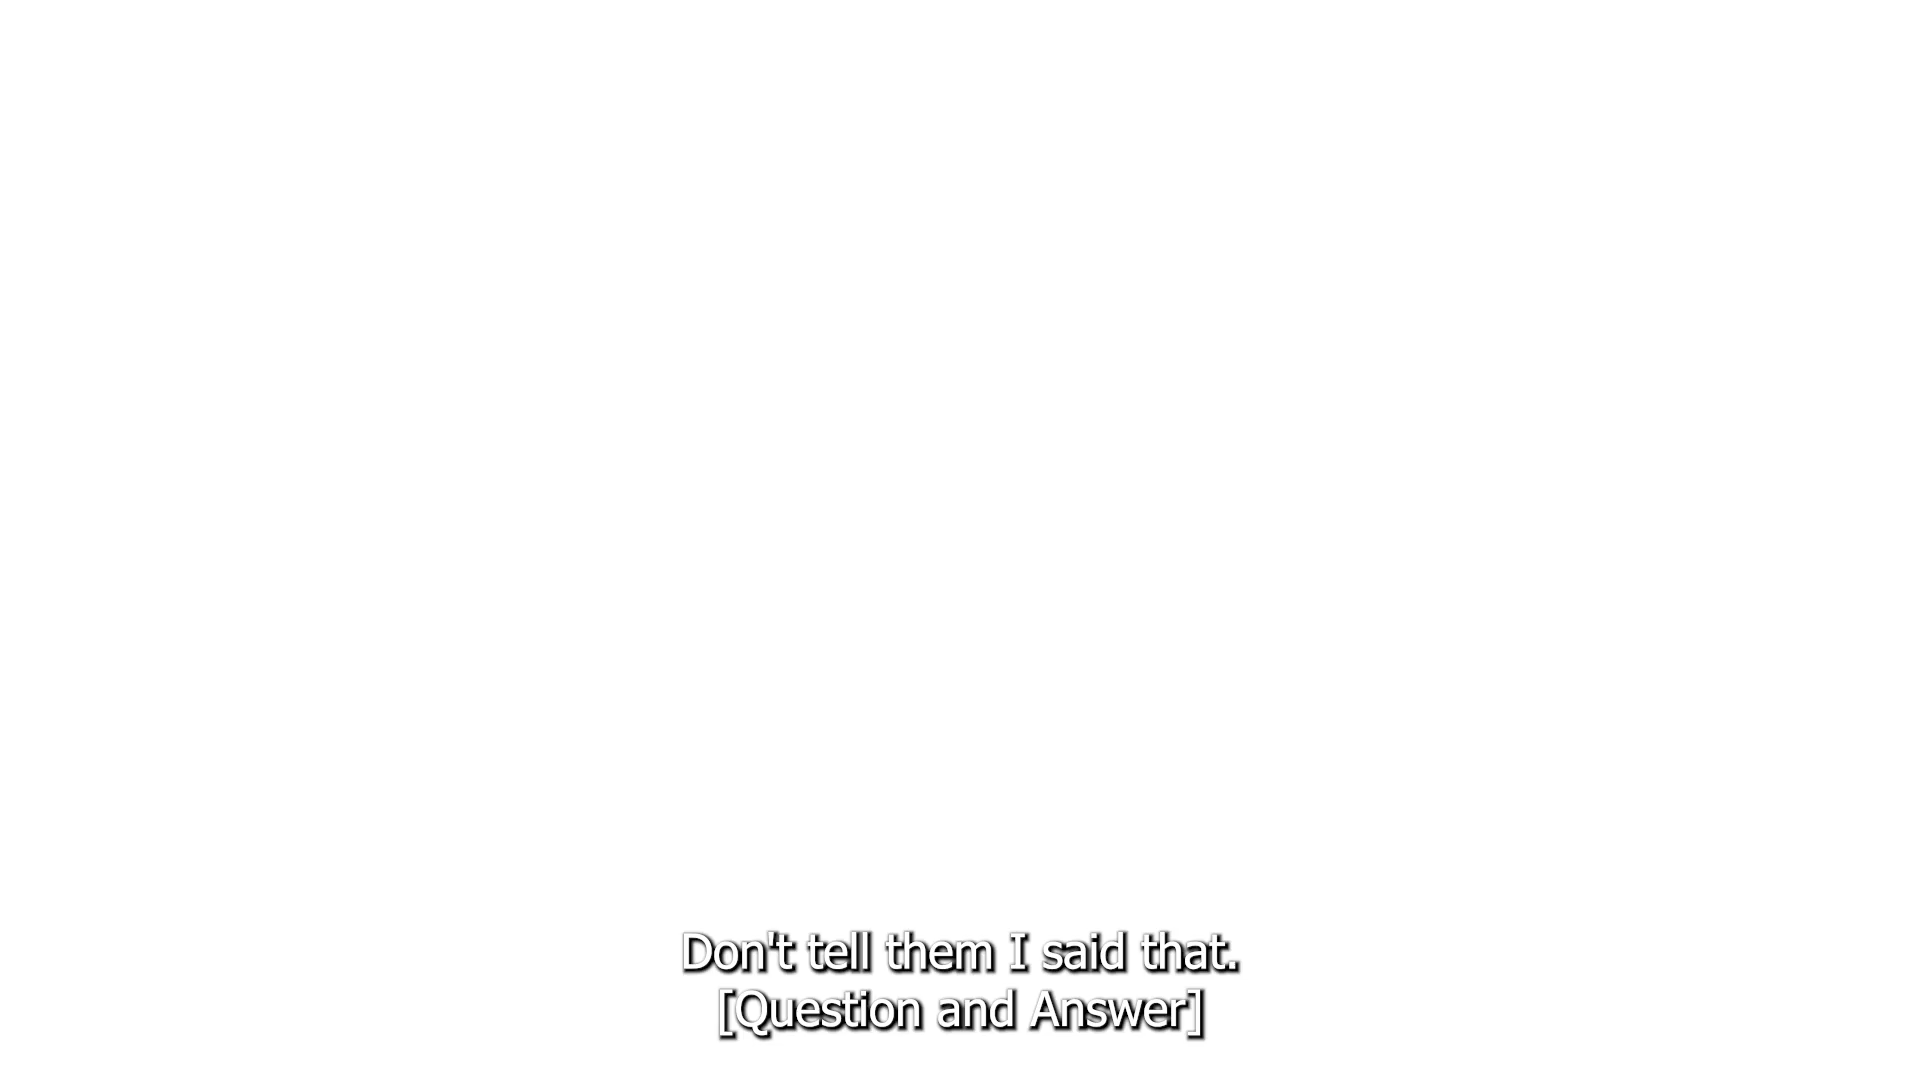 Don't tell them I said that.
[Question and Answer]